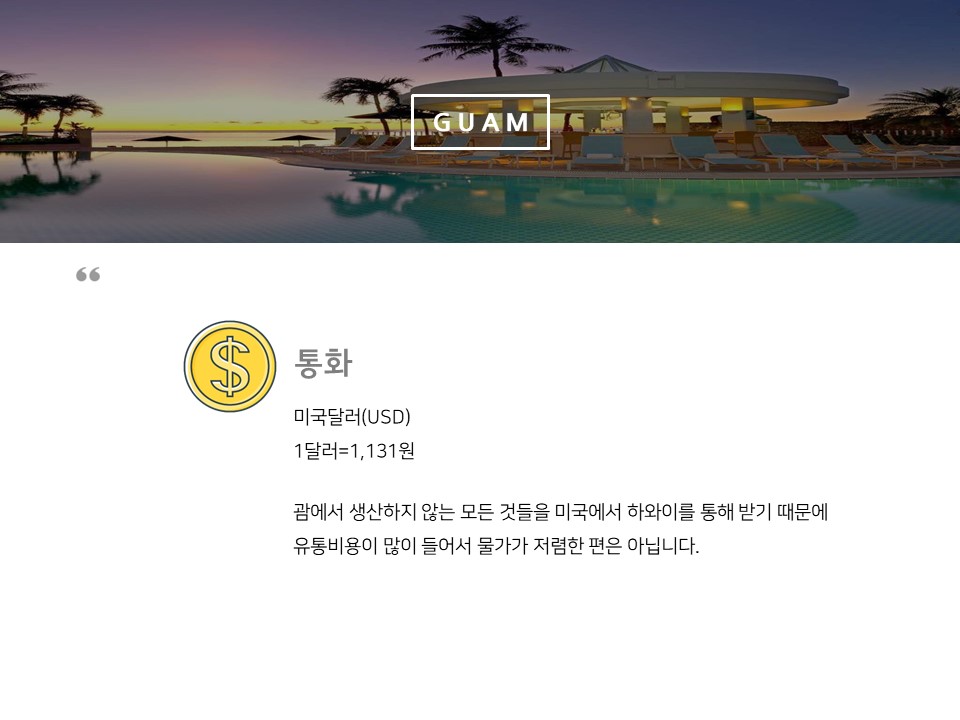 GUAM
“
통화
미국달러(USD)
1달러=1,131원
괌에서 생산하지 않는 모든 것들을 미국에서 하와이를 통해 받기 때문에
유통비용이 많이 들어서 물가가 저렴한 편은 아닙니다.